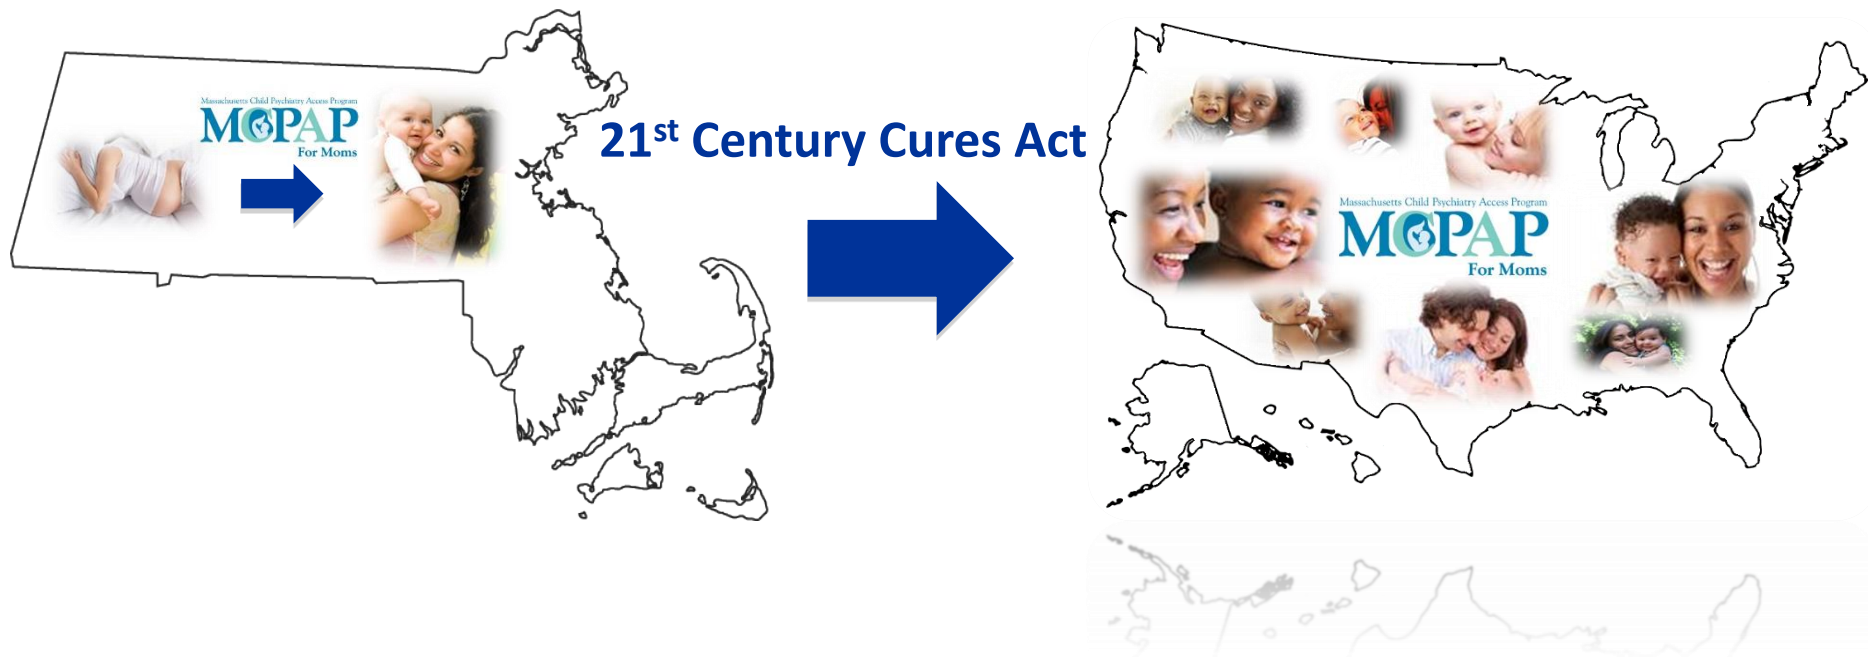 Massachusetts Child Psychiatry Access Program
MCPAP
For Moms
21st Century Cures Act
Massachusetts Child Psychiatry Access Program
MCPAP
For Moms